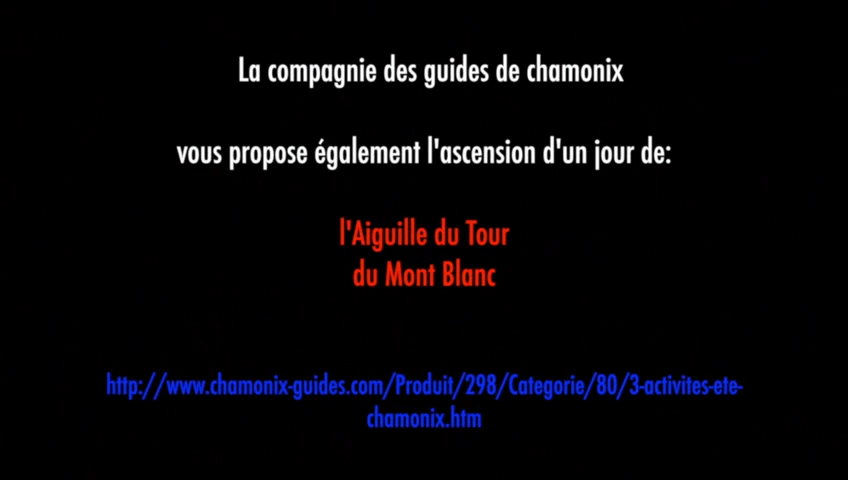 La compagnie des guides de chamonix
vous propose également l'ascension d'un jour de:
l'Aiguille du Tour
du Mont Blanc
http://www.chamonix-guides.com/Produit/298/Categorie/80/3-activites-ete-
chamonix.htm